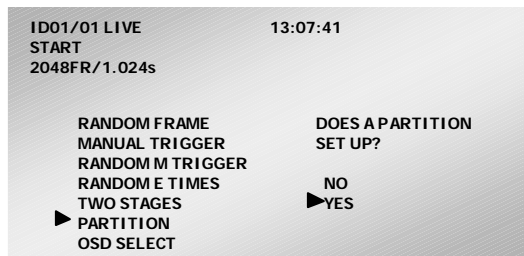 ID01/01 LIVE 13:07:41
START
2048FR/1.024s
RANDOM FRAME
MANUAL TRIGGER
RANDOM M TRIGGER
RANDOM E TIMES
TWO STAGES
PARTITION
OSD SELECT
DOES A PARTITION
SET UP?
NO
YES